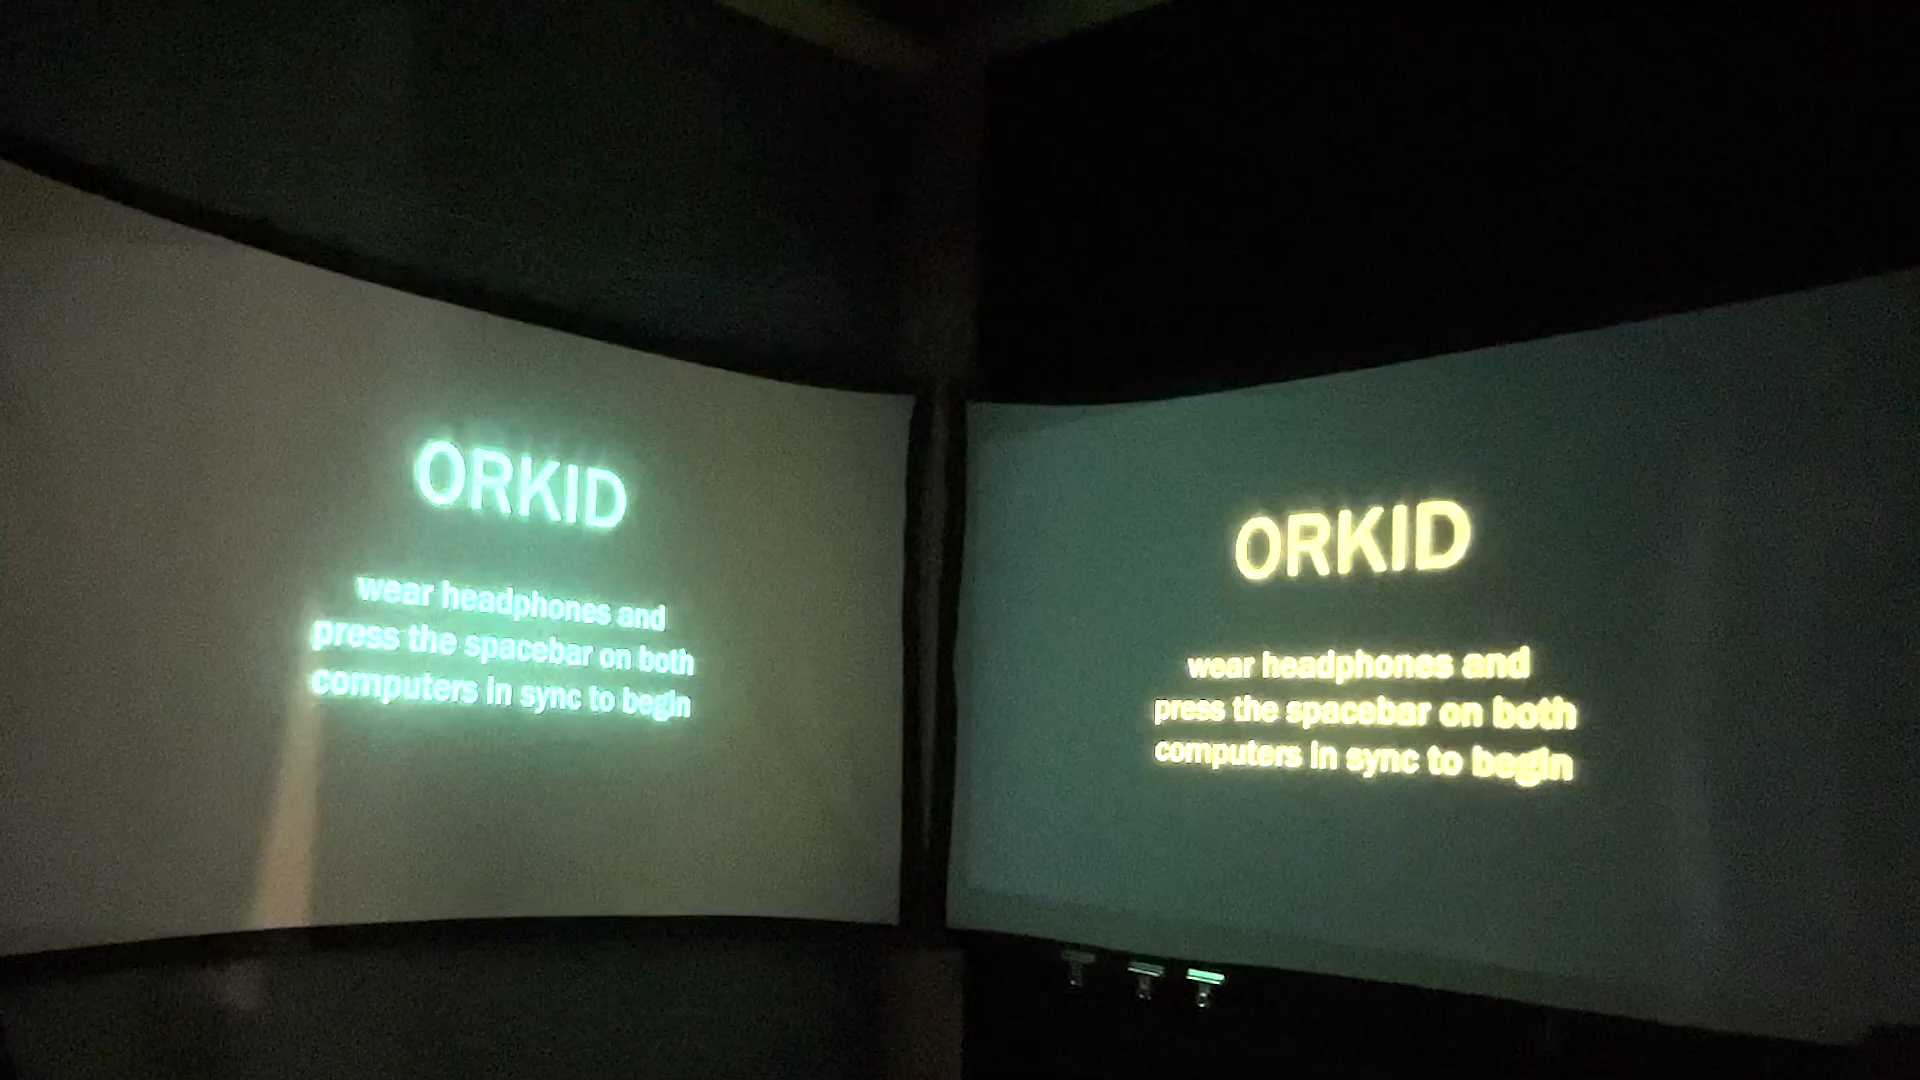 ORKID
wear headphones and
press the spacebar on both
computers in sync to begin
ORKID
wear headphones and
press the spacebar on both
computers in sync to begin